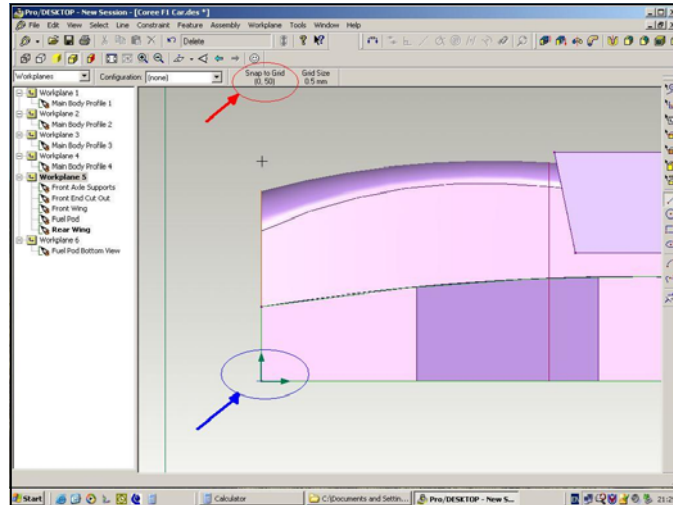 Pro/DESKTOP - New Session - [Coree F1 Car.des *]
File Edit View Select Line Constraint Feature Assembly Workplane Tools Window Help
Delete
Workplanes Configuration (none) Snap to Grid (0, 50) Grid Size 0.5 mm
Workplane 1
Main Body Profile 1
Workplane 2
Main Body Profile 2
Workplane 3
Main Body Profile 3
Workplane 4
Main Body Profile 4
Workplane 5
Front Axle Supports
Front End Cut Out
Front Wing
Fuel Pod
Rear Wing
Workplane 6
Fuel Pod Bottom View
Start Calculator C:\Documents and Settin... Pro/DESKTOP - New S...